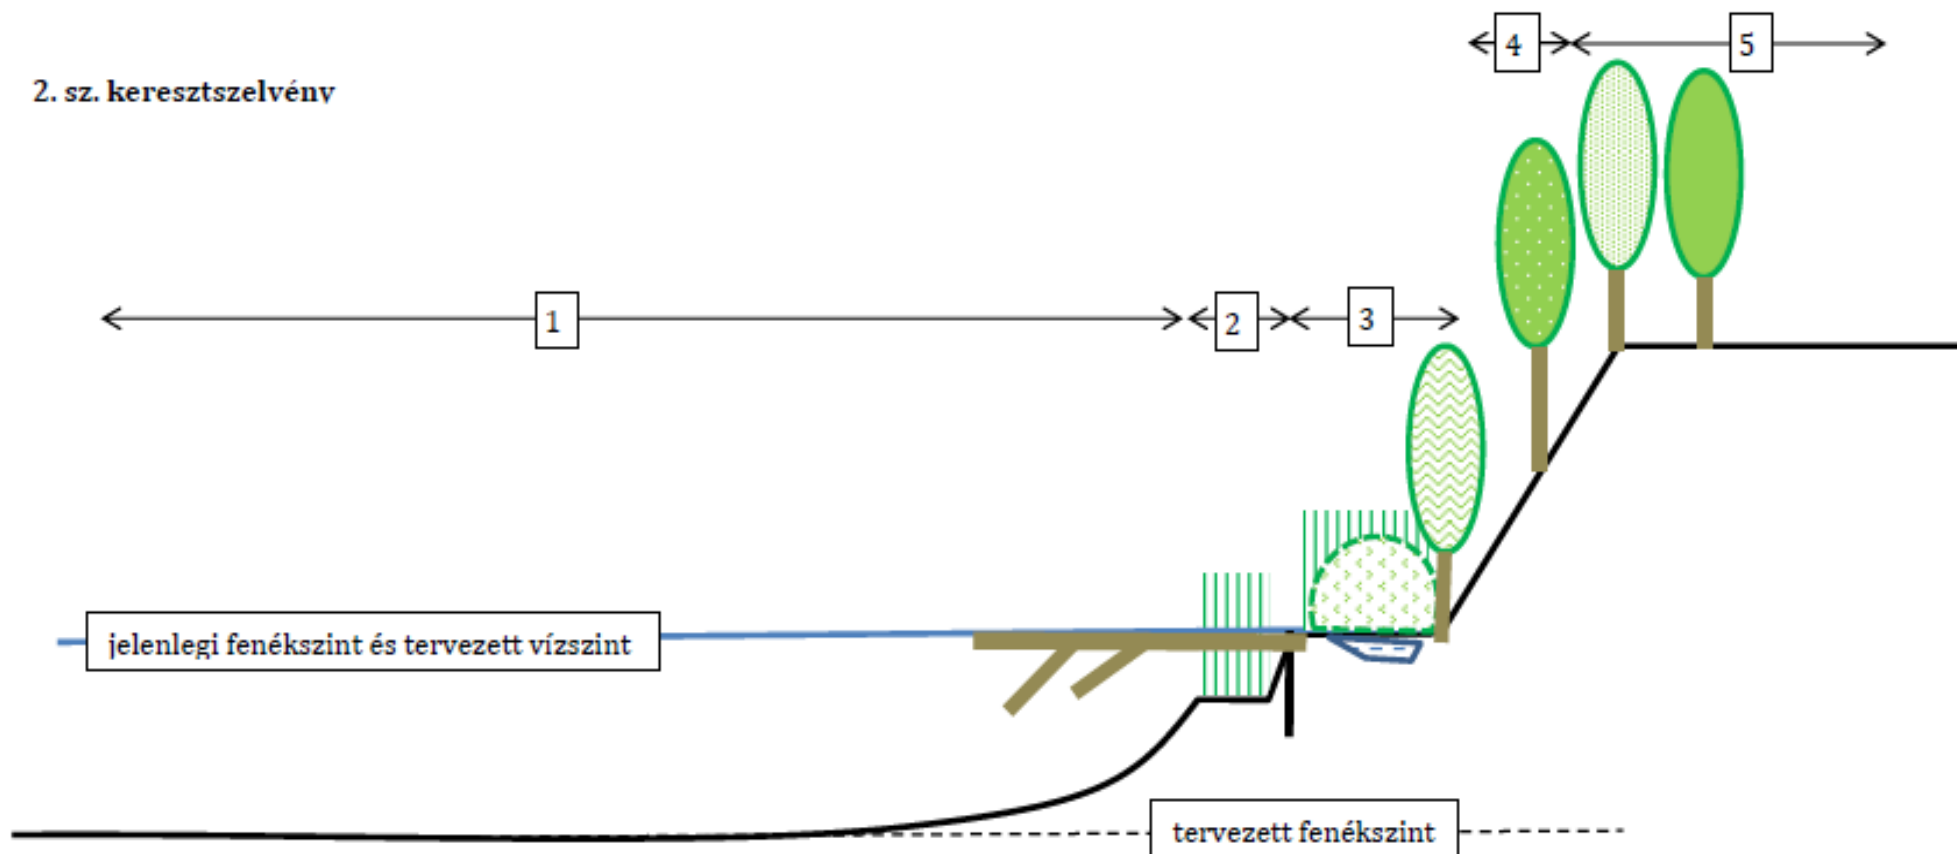 4
5
2. sz. keresztszelvény
1
2
3
jelenlegi fenékszint és tervezett vízszint
tervezett fenékszint